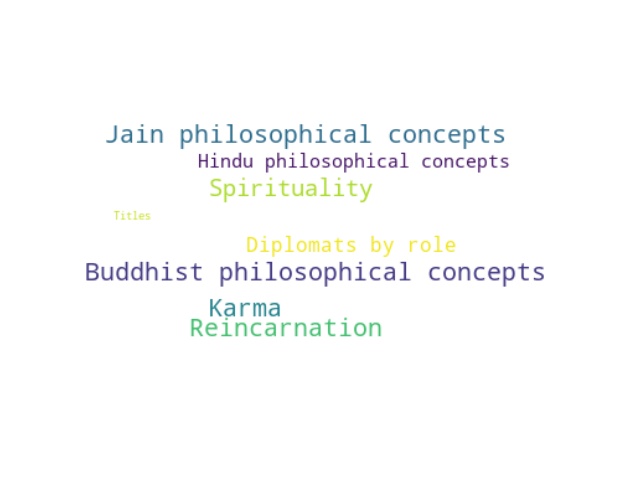 Jain philosophical concepts
Hindu philosophical concepts
Spirituality
Titles
Diplomats by role
Buddhist philosophical concepts
Karma
Reincarnation